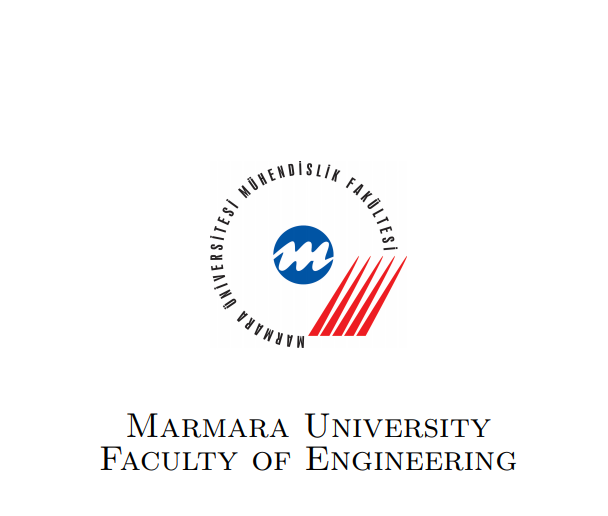 MARMARA ÜNİVERSİTESİ MÜHENDİSLİK FAKÜLTESİ
m
Marmara University
Faculty of Engineering